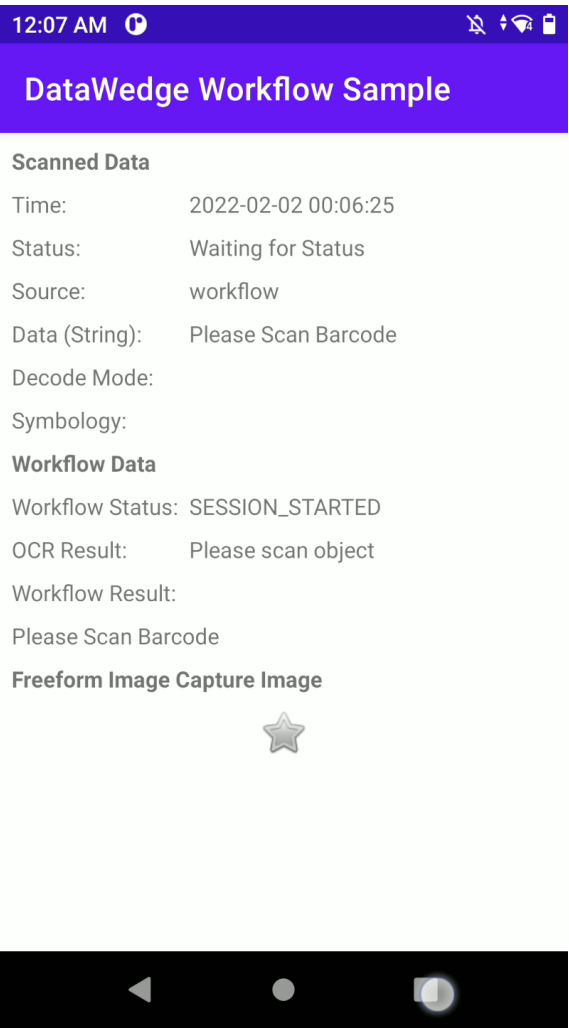 12:07 AM
DataWedge Workflow Sample
Scanned Data
Time: 2022-02-02 00:06:25
Status: Waiting for Status
Source: workflow
Data (String): Please Scan Barcode
Decode Mode:
Symbology:
Workflow Data
Workflow Status: SESSION_STARTED
OCR Result: Please scan object
Workflow Result:
Please Scan Barcode
Freeform Image Capture Image